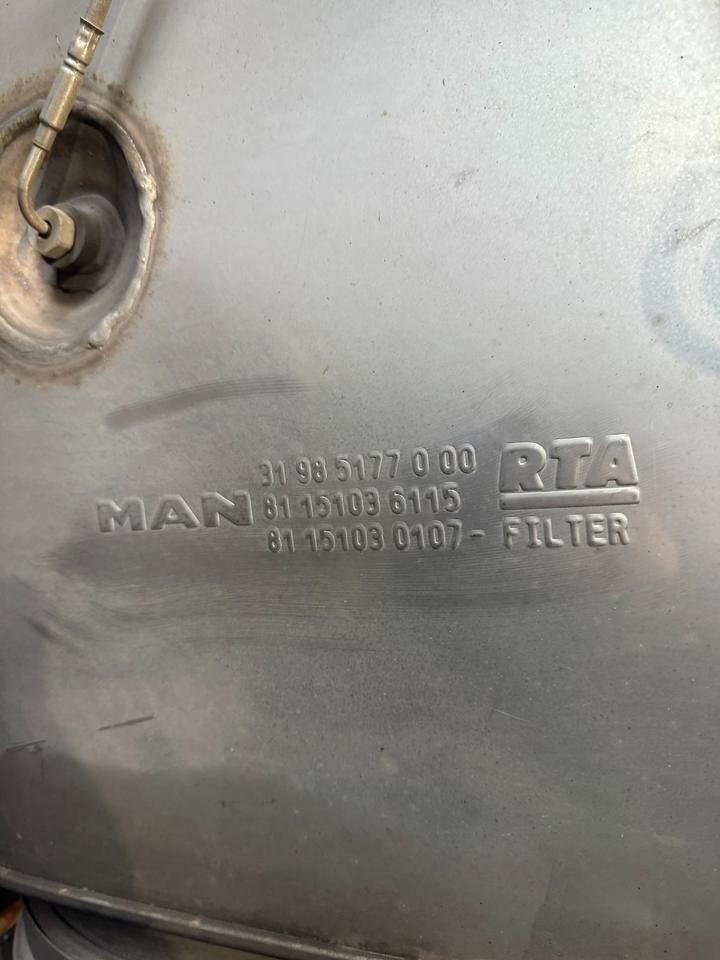 31 98 5177 0 00 RTA
MAN 81 15103 6115
81 15103 0107 - FILTER